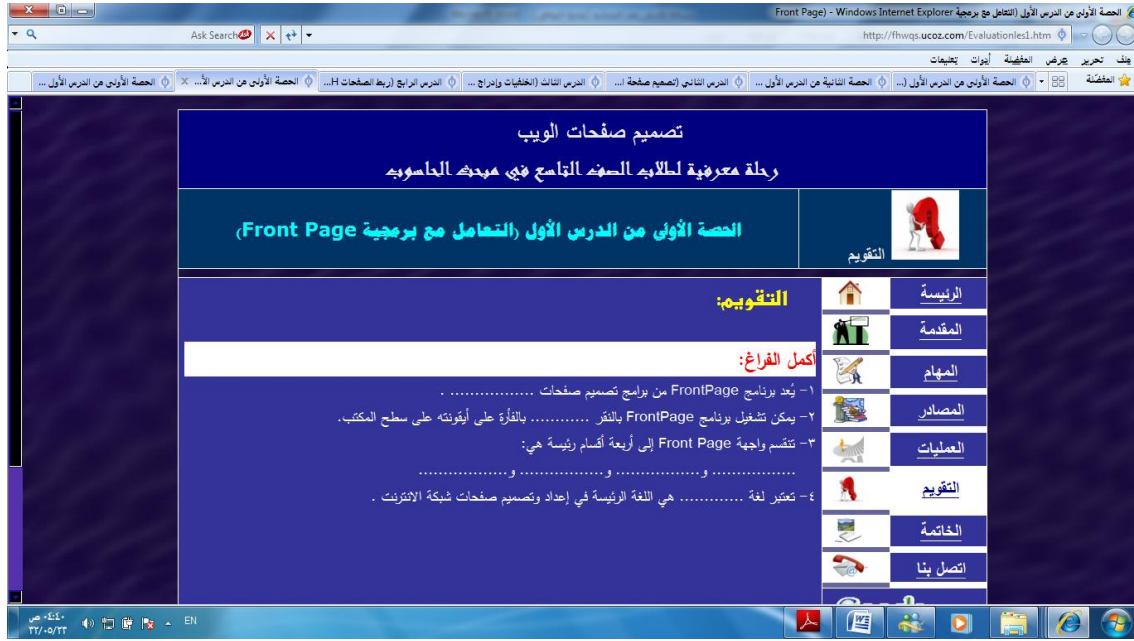 الحصة الأولى من الدرس الأول (التعامل مع برمجية Front Page) - Windows Internet Explorer
http://fhwqs.ucoz.com/Evaluationles1.htm
Ask Search
تحرير عرض المفضلة أدوات تعليمات
المفضلة
الحصة الأولى من الدرس الأول (...
الحصة الثانية من الدرس الأول ...
الدرس الثاني (تصميم صفحة ا...
الدرس الثالث (الخلفيات وإدراج ...
الدرس الرابع (ربط الصفحات H...
الحصة الأولى من الدرس الأ...
الحصة الأولى من الدرس الأول ...
تصميم صفحات الويب
رحلة معرفية لطلاب الصف التاسع في مبحث الحاسوب
التقويم
الحصة الأولى من الدرس الأول (التعامل مع برمجية Front Page)
الرئيسة
المقدمة
المهام
المصادر
العمليات
التقويم
الخاتمة
اتصل بنا
التقويم:
أكمل الفراغ:
١- يُعد برنامج FrontPage من برامج تصميم صفحات ................. .
٢- يمكن تشغيل برنامج FrontPage بالنقر ............ بالفأرة على أيقونته على سطح المكتب.
٣- تنقسم واجهة Front Page إلى أربعة أقسام رئيسة هي:
................. و................. و................. و.................
٤- تعتبر لغة ............. هي اللغة الرئيسة في إعداد وتصميم صفحات شبكة الانترنت .
EN
٠٤:٤٠ ص